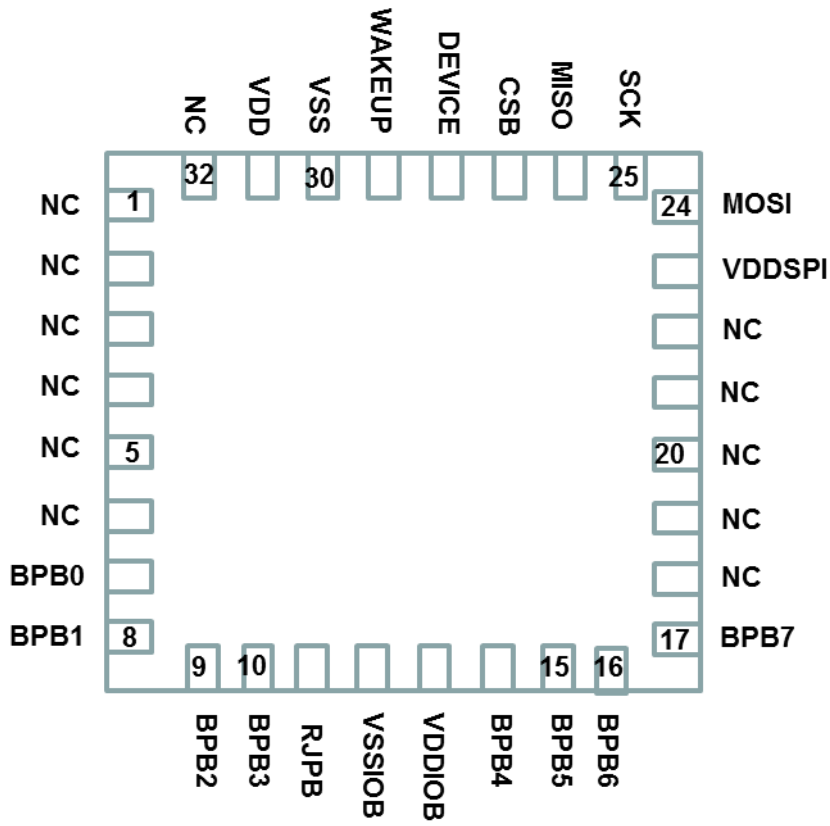 NC
VDD
VSS
WAKEUP
DEVICE
CSB
MISO
SCK
32
30
25
NC
1
24
MOSI
NC
VDDSPI
NC
NC
NC
NC
NC
5
20
NC
NC
NC
BPB0
NC
BPB1
8
17
BPB7
9
10
15
16
BPB2
BPB3
RJPB
VSSIOB
VDDIOB
BPB4
BPB5
BPB6